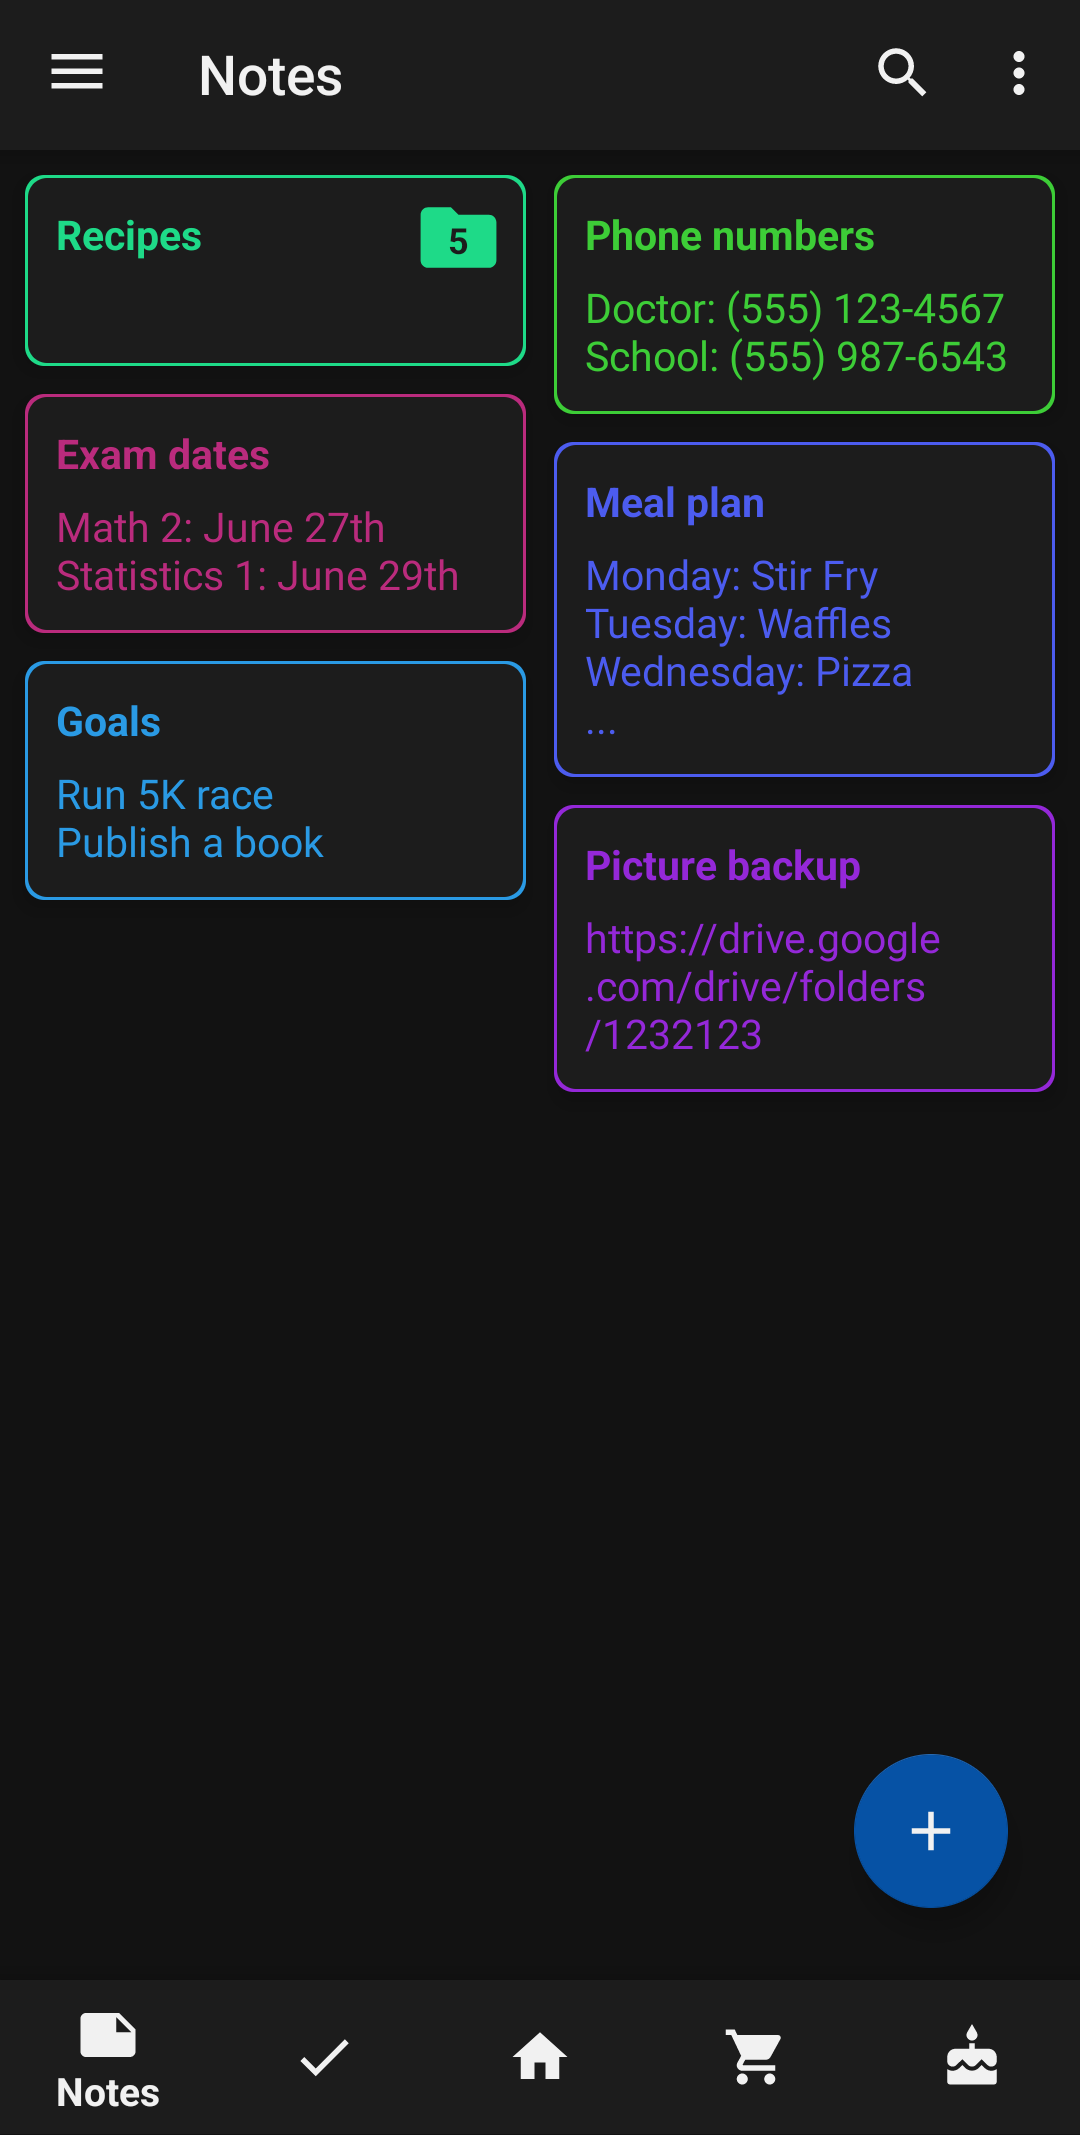 Notes
Recipes
5
Phone numbers
Doctor: (555) 123-4567
School: (555) 987-6543
Exam dates
Math 2: June 27th
Statistics 1: June 29th
Meal plan
Monday: Stir Fry
Tuesday: Waffles
Wednesday: Pizza
...
Goals
Run 5K race
Publish a book
Picture backup
https://drive.google
.com/drive/folders
/1232123
Notes